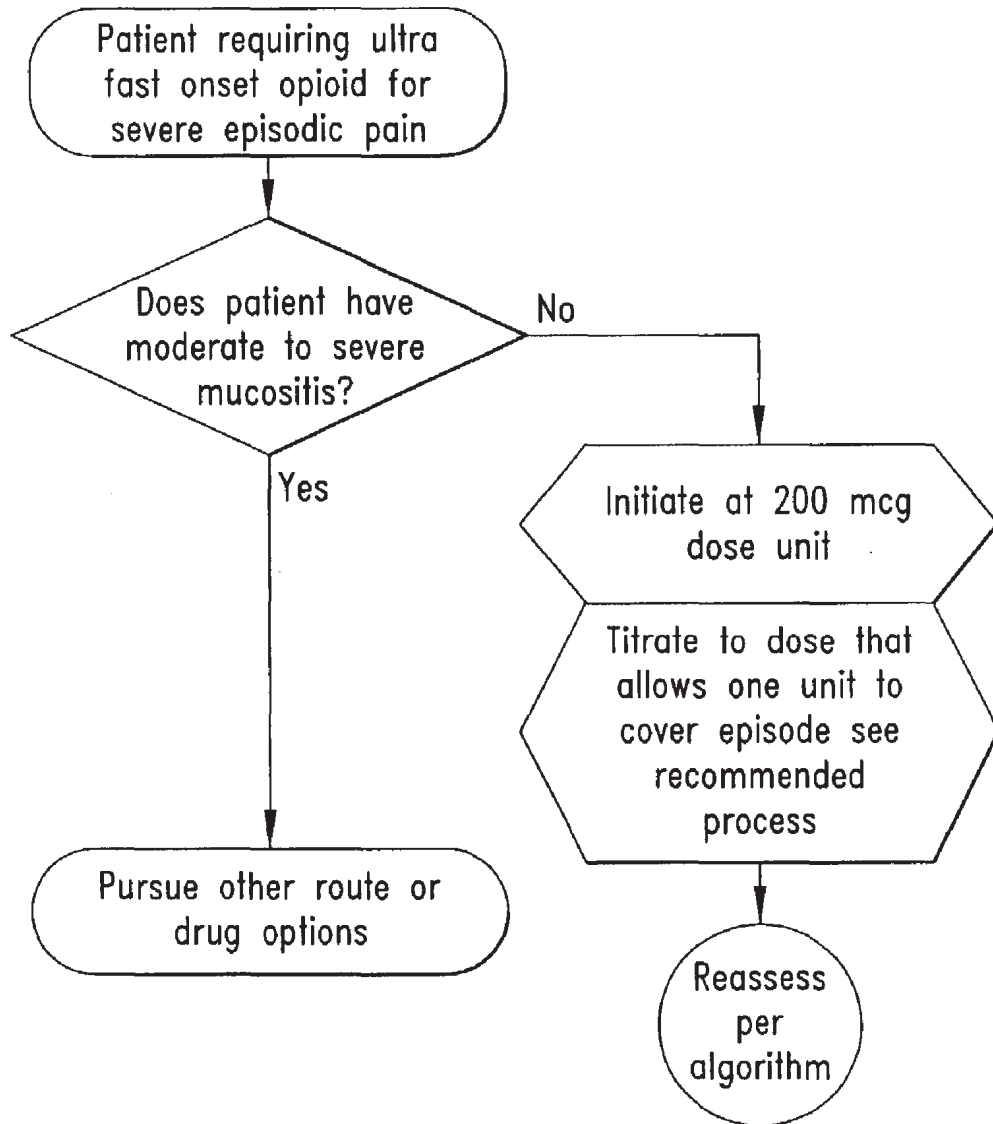 Patient requiring ultra
fast onset opioid for
severe episodic pain
Does patient have
moderate to severe
mucositis?
No
Yes
Initiate at 200 mcg
dose unit
Titrate to dose that
allows one unit to
cover episode see
recommended
process
Pursue other route or
drug options
Reassess
per
algorithm